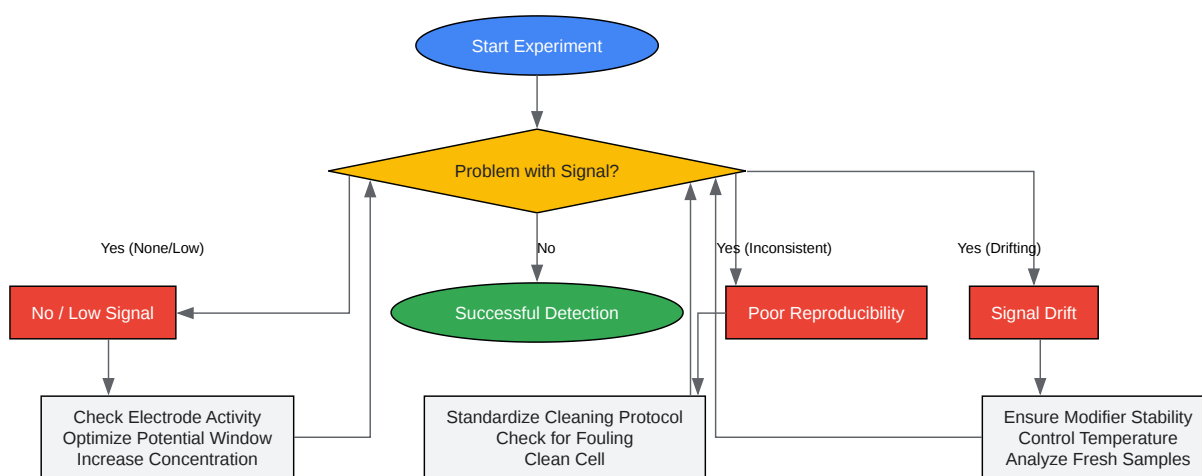 Start Experiment
Problem with Signal?
Yes (None/Low)
No
Yes (Inconsistent)
Yes (Drifting)
No / Low Signal
Successful Detection
Poor Reproducibility
Signal Drift
Check Electrode Activity
Optimize Potential Window
Increase Concentration
Standardize Cleaning Protocol
Check for Fouling
Clean Cell
Ensure Modifier Stability
Control Temperature
Analyze Fresh Samples